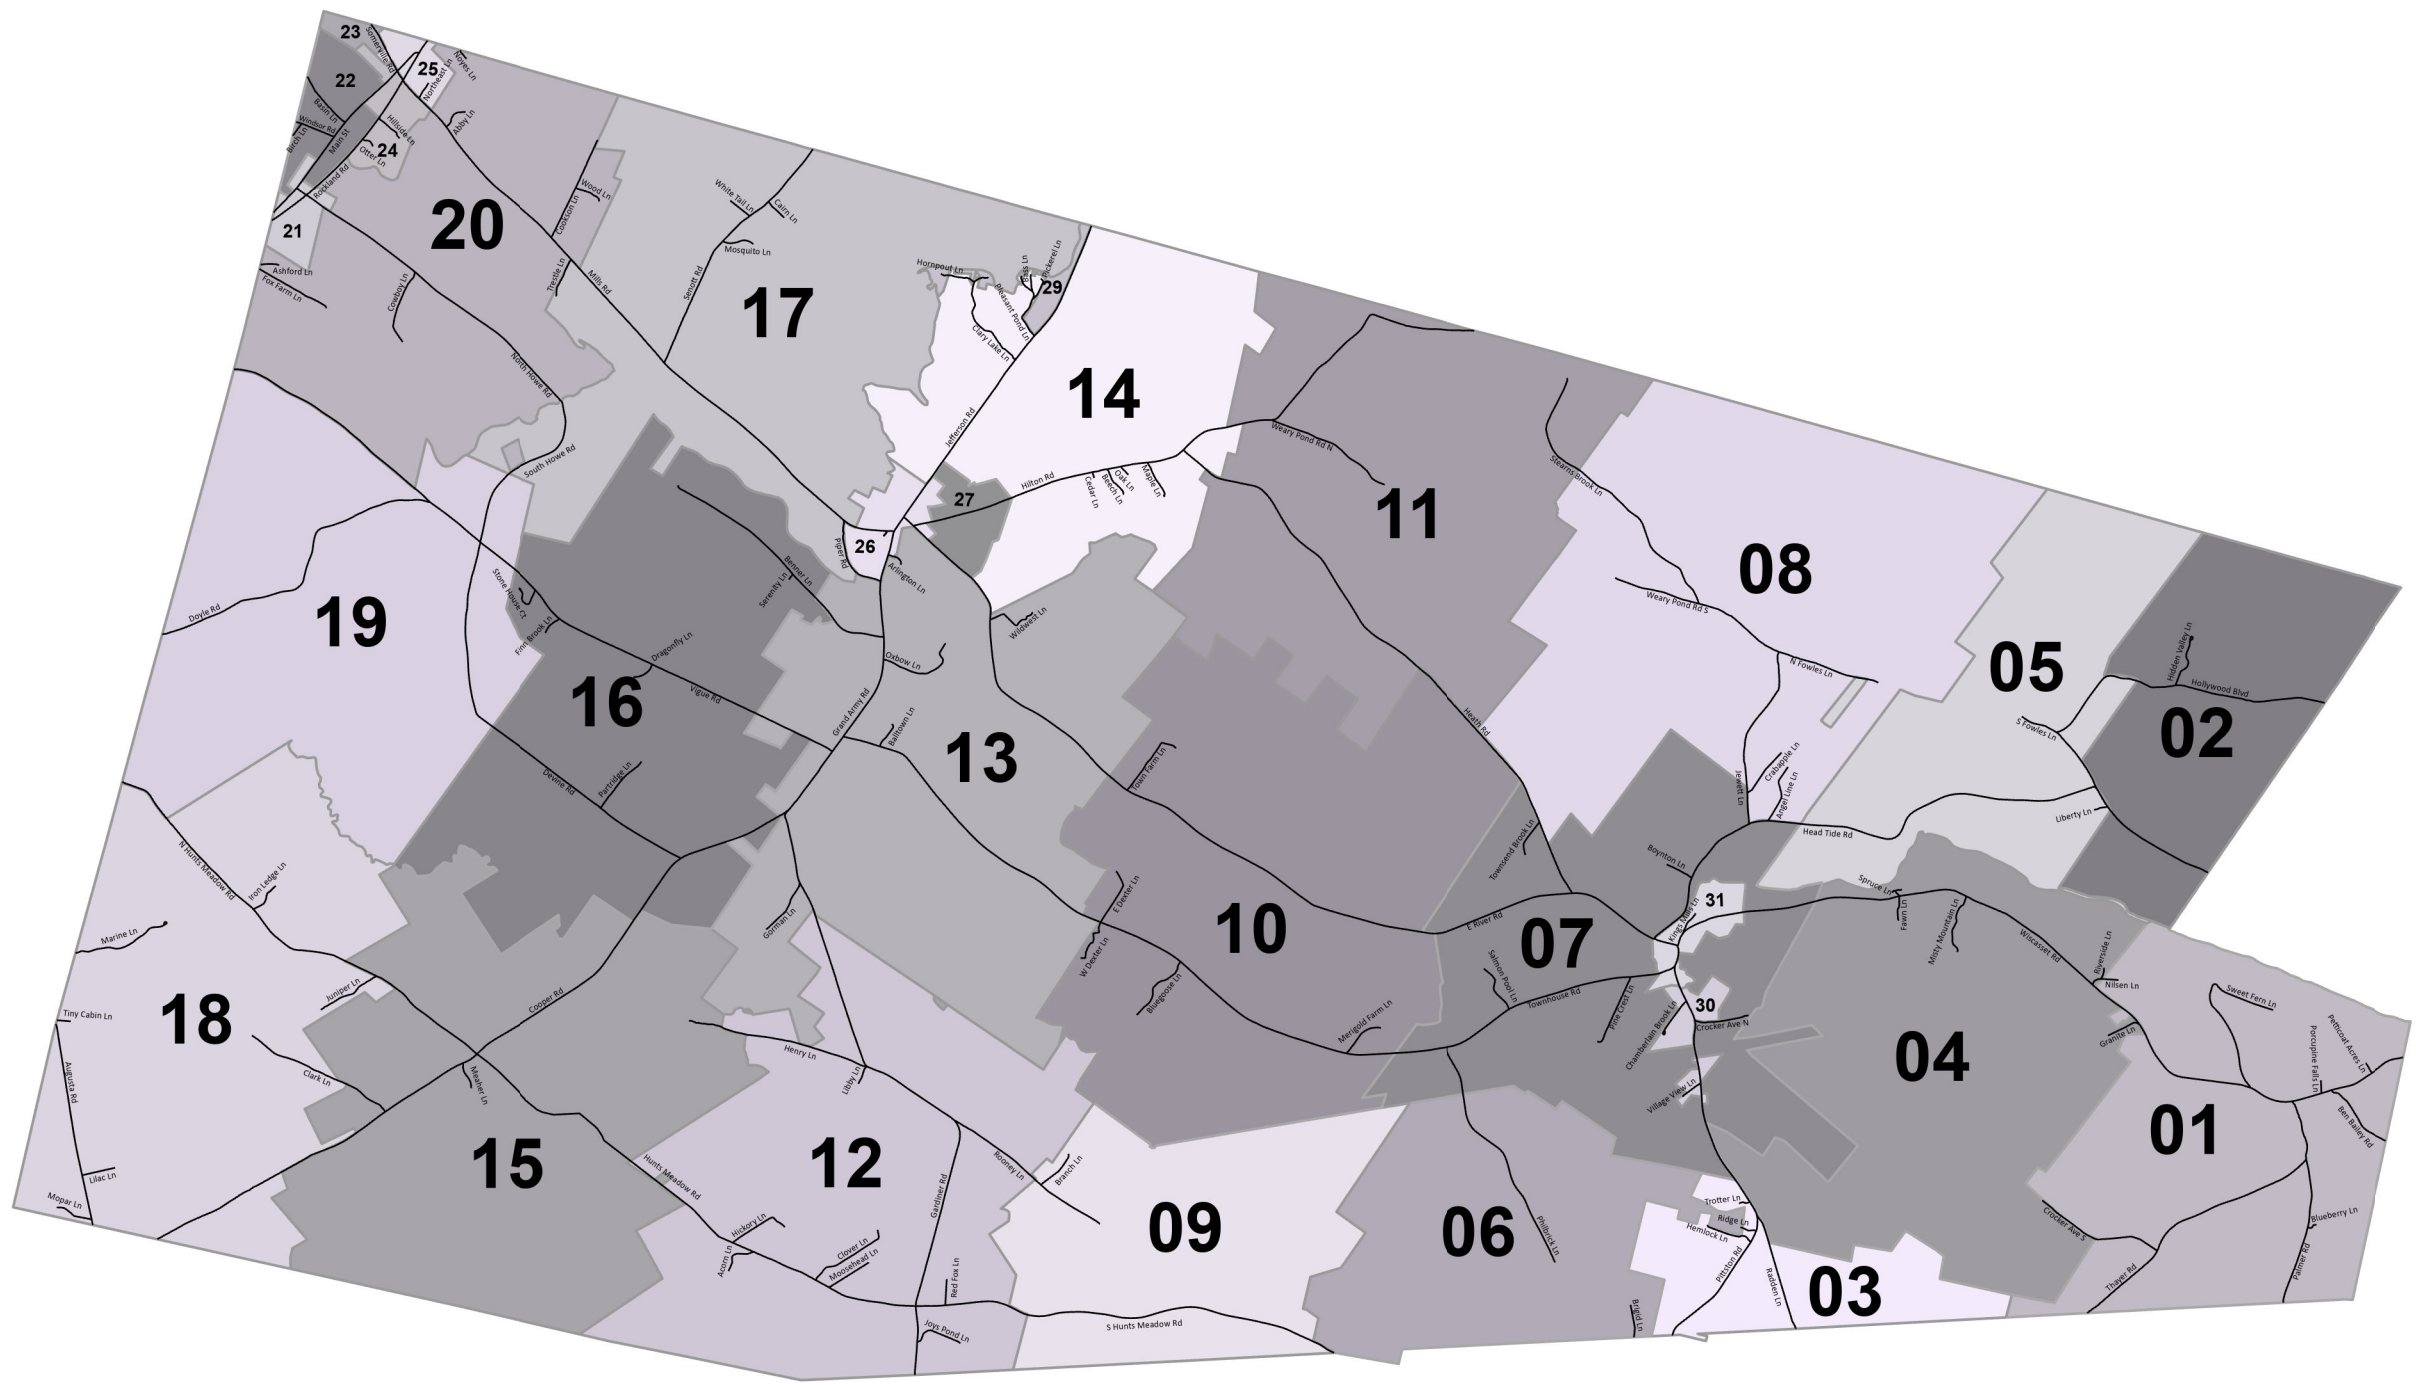 23
Somerville Rd
22
25
Northeast Ln
Noyes Ln
Basin Ln
Windsor Rd
Birch Ln
Main St
Hillside Ln
Otter Ln
24
Abby Ln
Rockland Rd
21
20
Ashford Ln
Fox Farm Ln
Cowboy Ln
Cookson Ln
Wood Ln
Trestle Ln
Mills Rd
North Howe Rd
South Howe Rd
White Tail Ln
Cairn Ln
Mosquito Ln
Senott Rd
17
Hornpout Ln
Bass Ln
Pickerel Ln
29
Pleasant Pond Ln
Clary Lake Ln
14
Jefferson Rd
27
Hilton Rd
Cedar Ln
Beech Ln
Oak Ln
Maple Ln
Weary Pond Rd N
11
Stearns Brook Ln
08
Weary Pond Rd S
N Fowles Ln
05
Hidden Valley Ln
Hollywood Blvd
02
S Fowles Ln
Liberty Ln
Head Tide Rd
Jewett Ln
Crabapple Ln
Angel Line Ln
Heath Rd
26
Piper Rd
Arlington Ln
Benner Ln
Serenity Ln
Wildwest Ln
Oxbow Ln
Doyle Rd
19
Stone House Ct
Finn Brook Ln
Dragonfly Ln
16
Vigue Rd
Grand Army Rd
Balltown Ln
13
Town Farm Ln
Devine Rd
Partridge Ln
Townsend Brook Ln
Boynton Ln
N Hunts Meadow Rd
Iron Ledge Ln
Marine Ln
Gorman Ln
E Dexter Ln
W Dexter Ln
Bluegoose Ln
10
E River Rd
07
Kings Mills Ln
31
Spruce Ln
Fawn Ln
Misty Mountain Ln
Wiscasset Rd
Riverside Ln
Nilsen Ln
Granite Ln
Sweet Fern Ln
Petticoat Acres Ln
Porcupine Falls Ln
Ben Bailey Rd
18
Juniper Ln
Tiny Cabin Ln
Cooper Rd
Clark Ln
Augusta Rd
Meaher Ln
Henry Ln
Libby Ln
Merigold Farm Ln
Salmon Pool Ln
Townhouse Rd
Pine Crest Ln
Chamberlain Brook Ln
30
Crocker Ave N
Village View Ln
04
01
15
12
Lilac Ln
Mopar Ln
Hunts Meadow Rd
Gardiner Rd
Rooney Ln
Branch Ln
09
06
Philbrick Ln
Trotter Ln
Ridge Ln
Hemlock Ln
Pittston Rd
Radden Ln
03
Brigid Ln
Crocker Ave S
Thayer Rd
Blueberry Ln
Palmer Rd
Hickory Ln
Acorn Ln
Clover Ln
Moosehead Ln
Red Fox Ln
Joys Pond Ln
S Hunts Meadow Rd